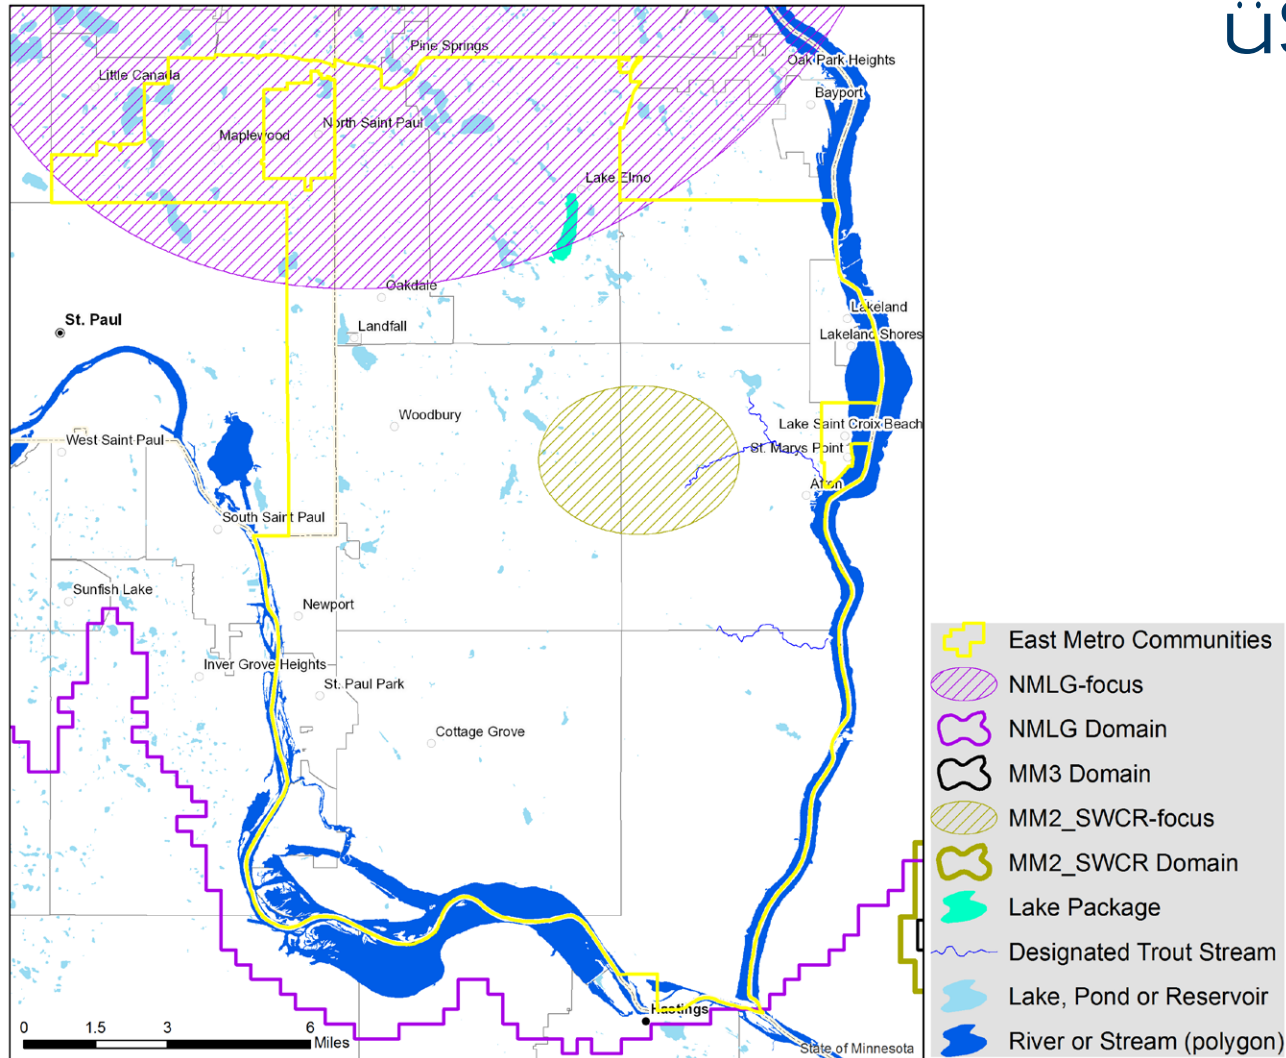 üs
Pine Springs
Oak Park Heights
Little Canada
Bayport
North Saint Paul
Maplewood
Lake Elmo
Oakdale
Lakeland
St. Paul
Landfall
Lakeland Shores
Woodbury
Lake Saint Croix Beach
West Saint Paul
St. Marys Point
Afton
South Saint Paul
Sunfish Lake
Newport
Inver Grove Heights
St. Paul Park
Cottage Grove
Hastings
0 1.5 3 6
Miles
State of Minnesota
East Metro Communities
NMLG-focus
NMLG Domain
MM3 Domain
MM2_SWCR-focus
MM2_SWCR Domain
Lake Package
Designated Trout Stream
Lake, Pond or Reservoir
River or Stream (polygon)